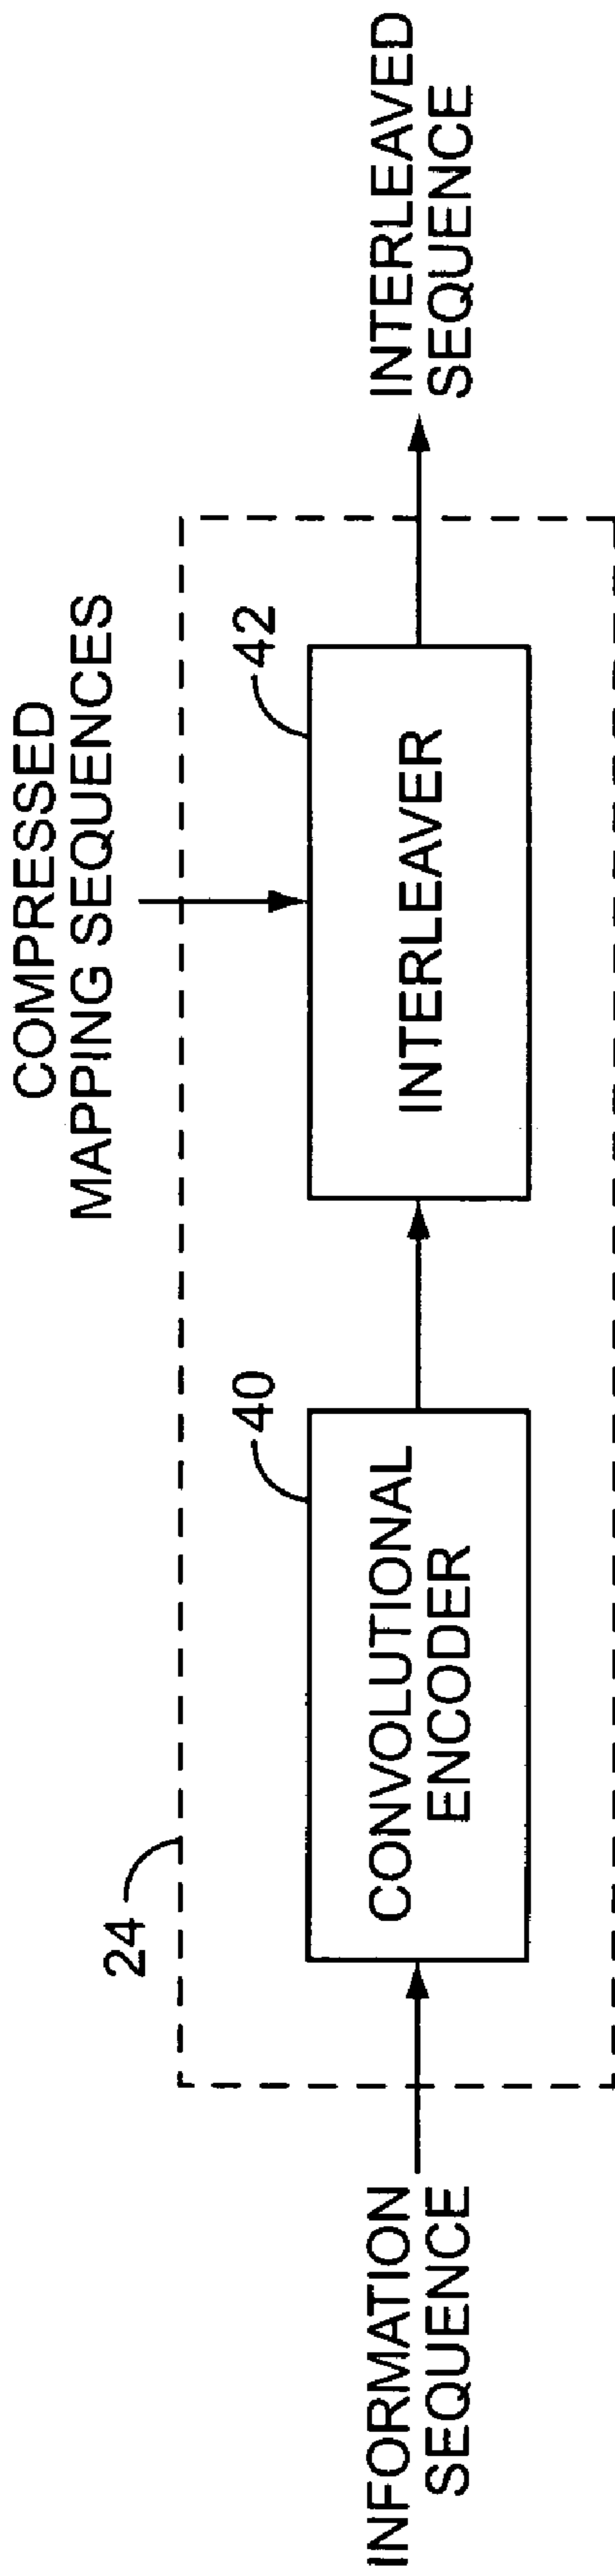 COMPRESSED
MAPPING SEQUENCES
24
40
42
INFORMATION
SEQUENCE
CONVOLUTIONAL
ENCODER
INTERLEAVER
INTERLEAVED
SEQUENCE